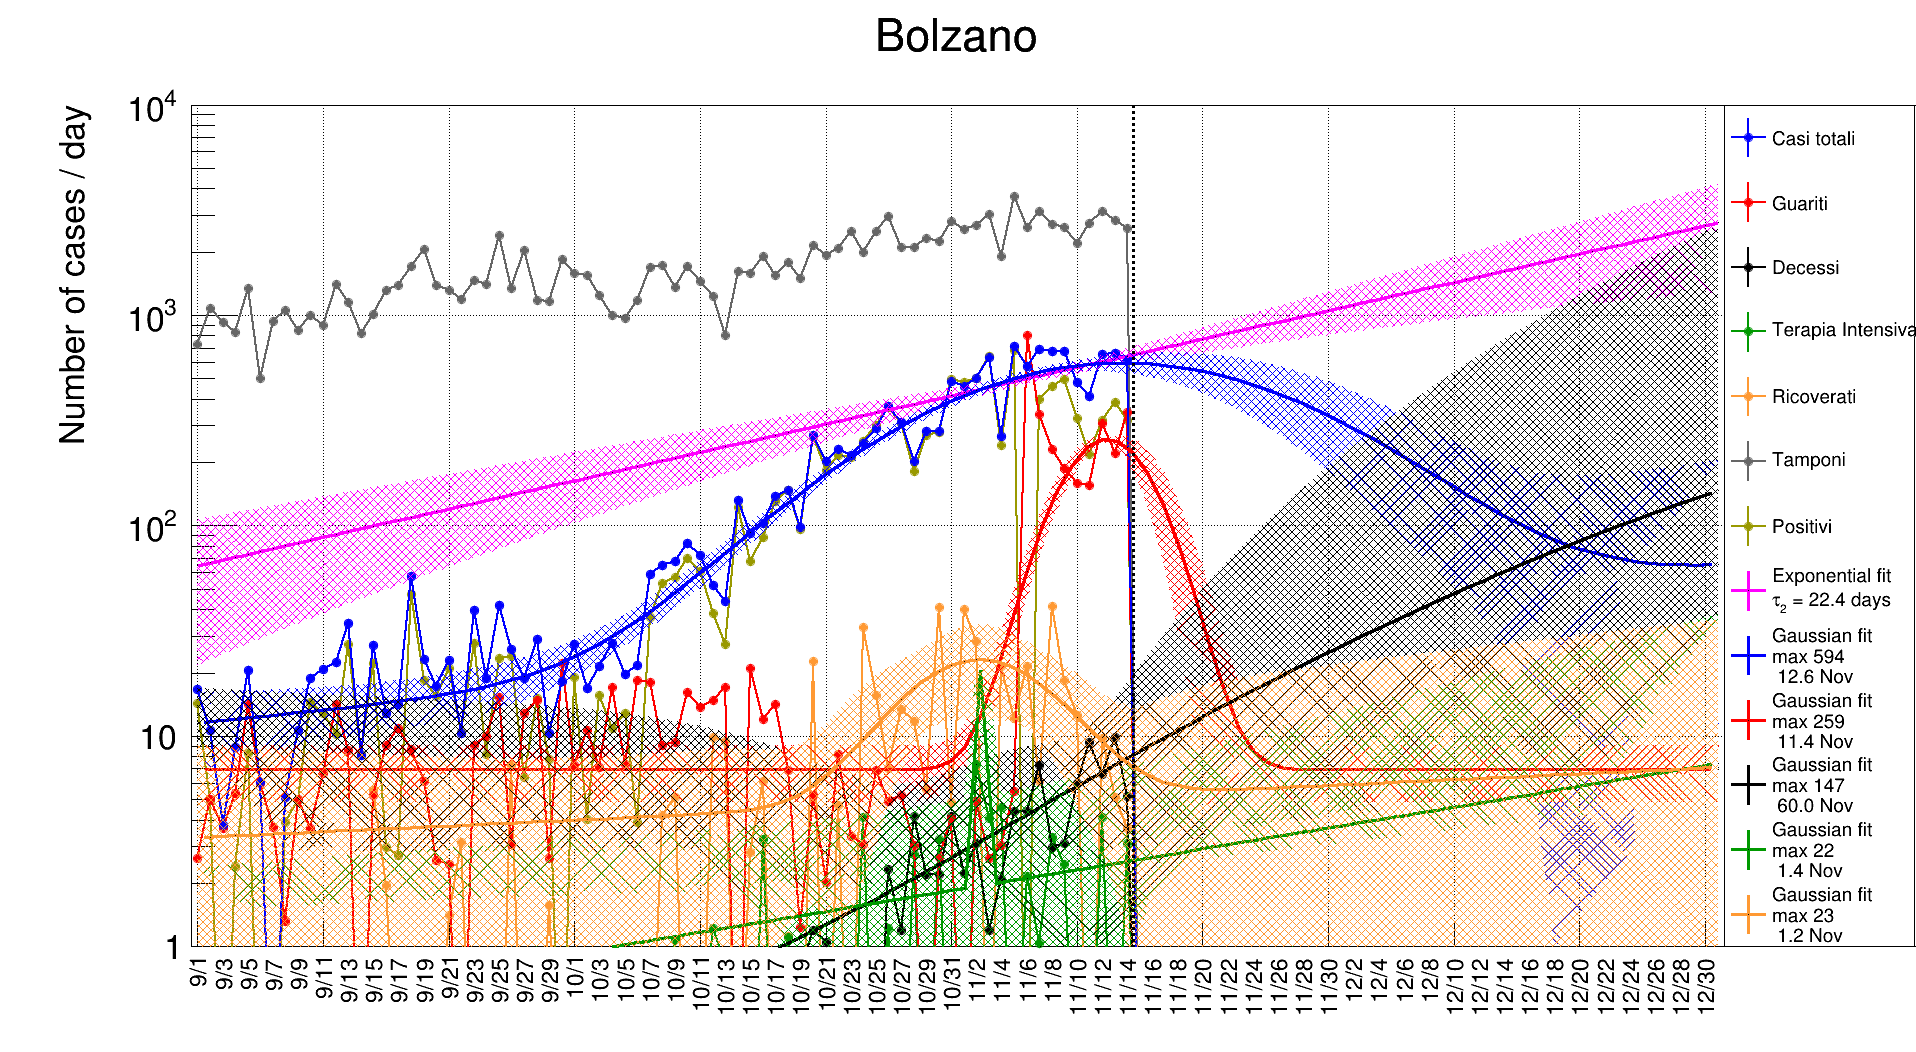 Bolzano
Number of cases / day
10^4
10^3
10^2
10
1
9/1
9/3
9/5
9/7
9/9
9/11
9/13
9/15
9/17
9/19
9/21
9/23
9/25
9/27
9/29
10/1
10/3
10/5
10/7
10/9
10/11
10/13
10/15
10/17
10/19
10/21
10/23
10/25
10/27
10/29
10/31
11/2
11/4
11/6
11/8
11/10
11/12
11/14
11/16
11/18
11/20
11/22
11/24
11/26
11/28
11/30
12/2
12/4
12/6
12/8
12/10
12/12
12/14
12/16
12/18
12/20
12/22
12/24
12/26
12/28
12/30
Casi totali
Guariti
Decessi
Terapia Intensiva
Ricoverati
Tamponi
Positivi
Exponential fit
τ2 = 22.4 days
Gaussian fit
max 594
12.6 Nov
Gaussian fit
max 259
11.4 Nov
Gaussian fit
max 147
60.0 Nov
Gaussian fit
max 22
1.4 Nov
Gaussian fit
max 23
1.2 Nov